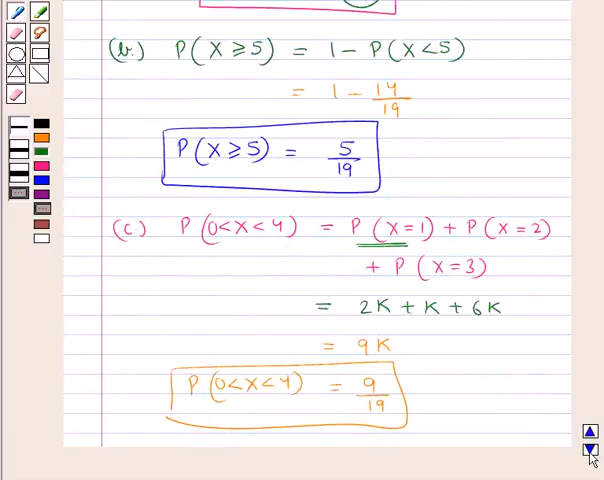 (b.) P(X ≥ 5) = 1 - P(X < 5)
= 1 - 14/19
P(X ≥ 5) = 5/19
(c.) P(0 < X < 4) = P(X = 1) + P(X = 2)
+ P(X = 3)
= 2K + K + 6K
= 9K
P(0 < X < 4) = 9/19